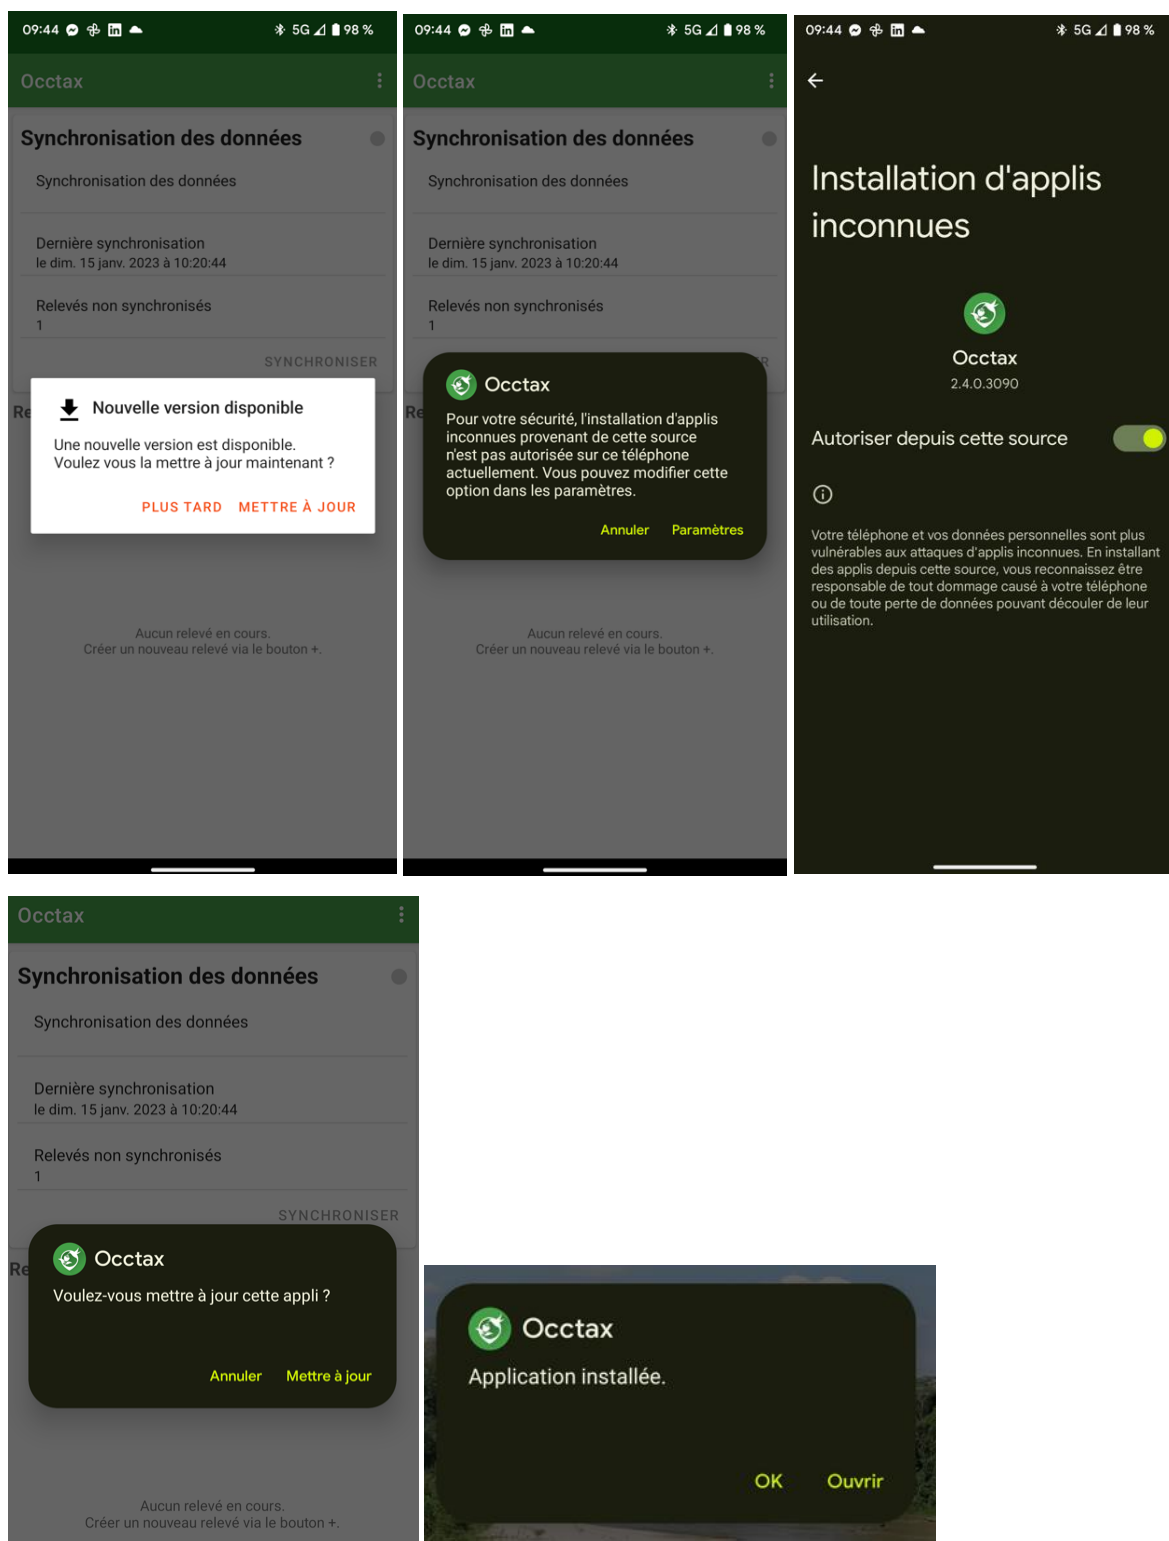 09:44
5G
98 %
Occtax
Synchronisation des données
Synchronisation des données
Dernière synchronisation
le dim. 15 janv. 2023 à 10:20:44
Relevés non synchronisés
1
SYNCHRONISER
Re
Nouvelle version disponible
Une nouvelle version est disponible.
Voulez vous la mettre à jour maintenant ?
PLUS TARD METTRE À JOUR
Aucun relevé en cours.
Créer un nouveau relevé via le bouton +.
09:44
5G
98 %
Occtax
Synchronisation des données
Synchronisation des données
Dernière synchronisation
le dim. 15 janv. 2023 à 10:20:44
Relevés non synchronisés
1
R
Re
Occtax
Pour votre sécurité, l'installation d'applis
inconnues provenant de cette source
n'est pas autorisée sur ce téléphone
actuellement. Vous pouvez modifier cette
option dans les paramètres.
Annuler Paramètres
Aucun relevé en cours.
Créer un nouveau relevé via le bouton +.
09:44
5G
98 %
Installation d'applis
inconnues
Occtax
2.4.0.3090
Autoriser depuis cette source
Votre téléphone et vos données personnelles sont plus
vulnérables aux attaques d'applis inconnues. En installant
des applis depuis cette source, vous reconnaissez être
responsable de tout dommage causé à votre téléphone
ou de toute perte de données pouvant découler de leur
utilisation.
Occtax
Synchronisation des données
Synchronisation des données
Dernière synchronisation
le dim. 15 janv. 2023 à 10:20:44
Relevés non synchronisés
1
SYNCHRONISER
Re
Occtax
Voulez-vous mettre à jour cette appli ?
Annuler Mettre à jour
Aucun relevé en cours.
Créer un nouveau relevé via le bouton +.
Occtax
Application installée.
OK Ouvrir